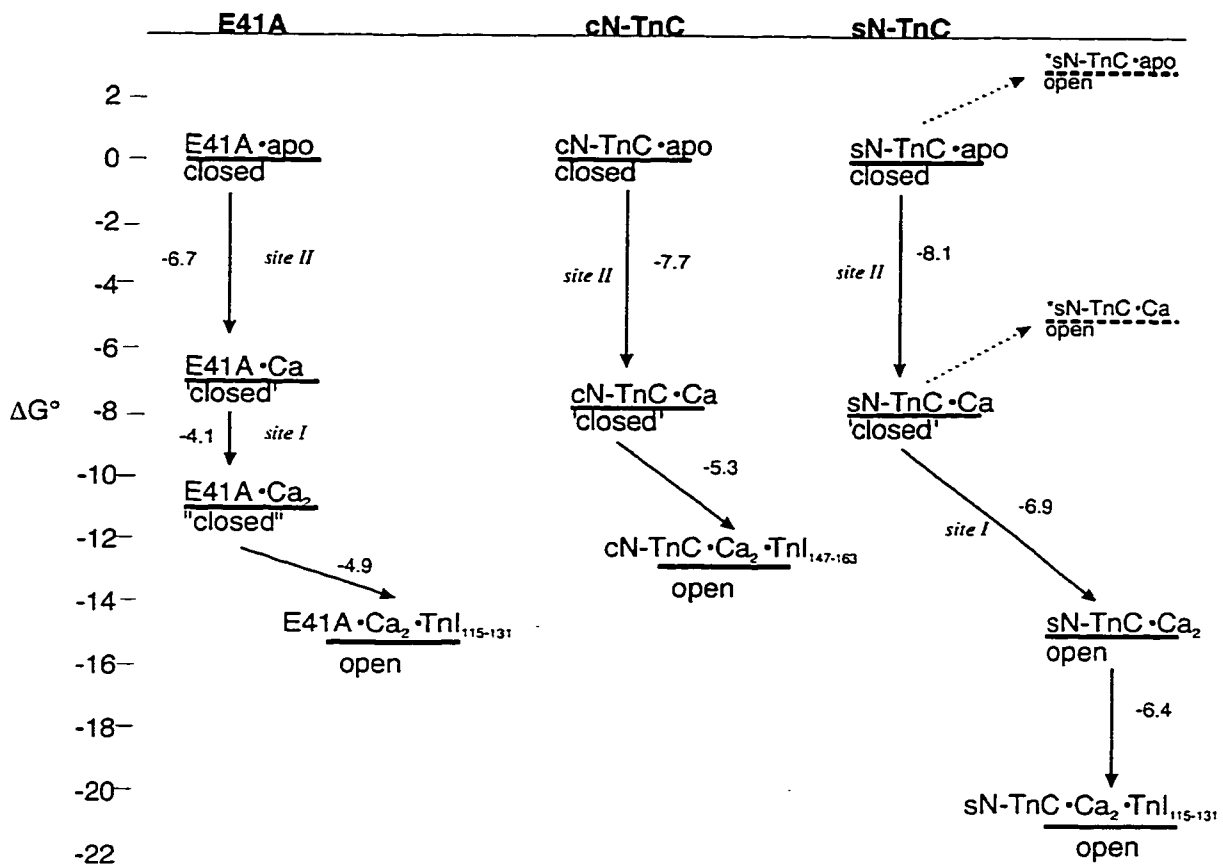 E41A cN-TnC sN-TnC
*sN-TnC•apo
open
2
E41A•apo cN-TnC•apo sN-TnC•apo
0
closed closed closed
-2
-6.7 site II site II -7.7 site II -8.1
-4
*sN-TnC•Ca
open
-6
E41A•Ca
'closed'
cN-TnC•Ca sN-TnC•Ca
ΔG° -8
'closed' 'closed'
-4.1 site I
-5.3
-10
E41A•Ca₂
-6.9
"closed"
site I
-12
cN-TnC•Ca₂•TnI₁₄₇₋₁₆₃
-4.9
open
-14
E41A•Ca₂•TnI₁₁₅₋₁₃₁ sN-TnC•Ca₂
open open
-16
-6.4
-18
-20
sN-TnC•Ca₂•TnI₁₁₅₋₁₃₁
open
-22